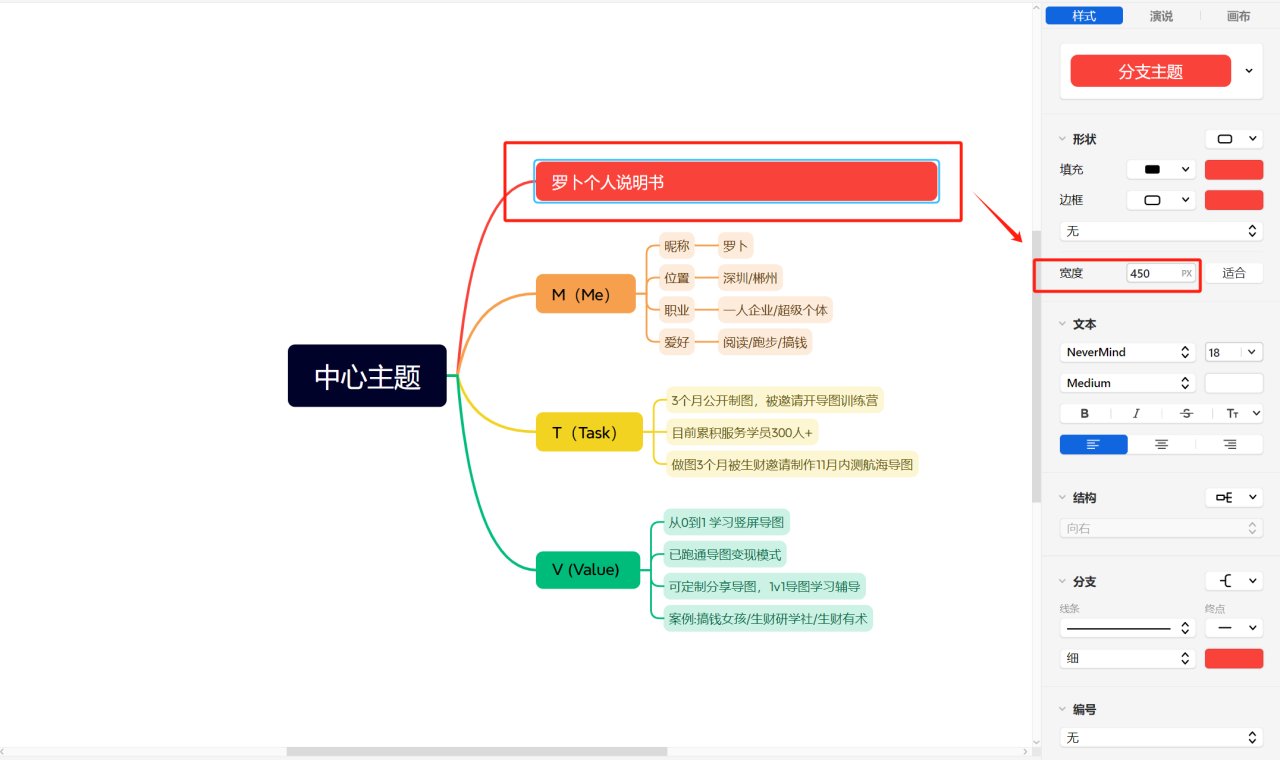 样式 演说 画布
分支主题
形状
填充
边框
无
宽度 450 PX 适合
文本
NeverMind 18
Medium
B I S Tт
结构
向右
分支
线条 终点
细
编号
无
罗卜个人说明书
中心主题
M（Me）
昵称 罗卜
位置 深圳/郴州
职业 一人企业/超级个体
爱好 阅读/跑步/搞钱
T（Task）
3个月公开制图，被邀请开导图训练营
目前累积服务学员300人+
做图3个月被生财邀请制作11月内测航海导图
V (Value)
从0到1 学习竖屏导图
已跑通导图变现模式
可定制分享导图，1v1导图学习辅导
案例:搞钱女孩/生财研学社/生财有术